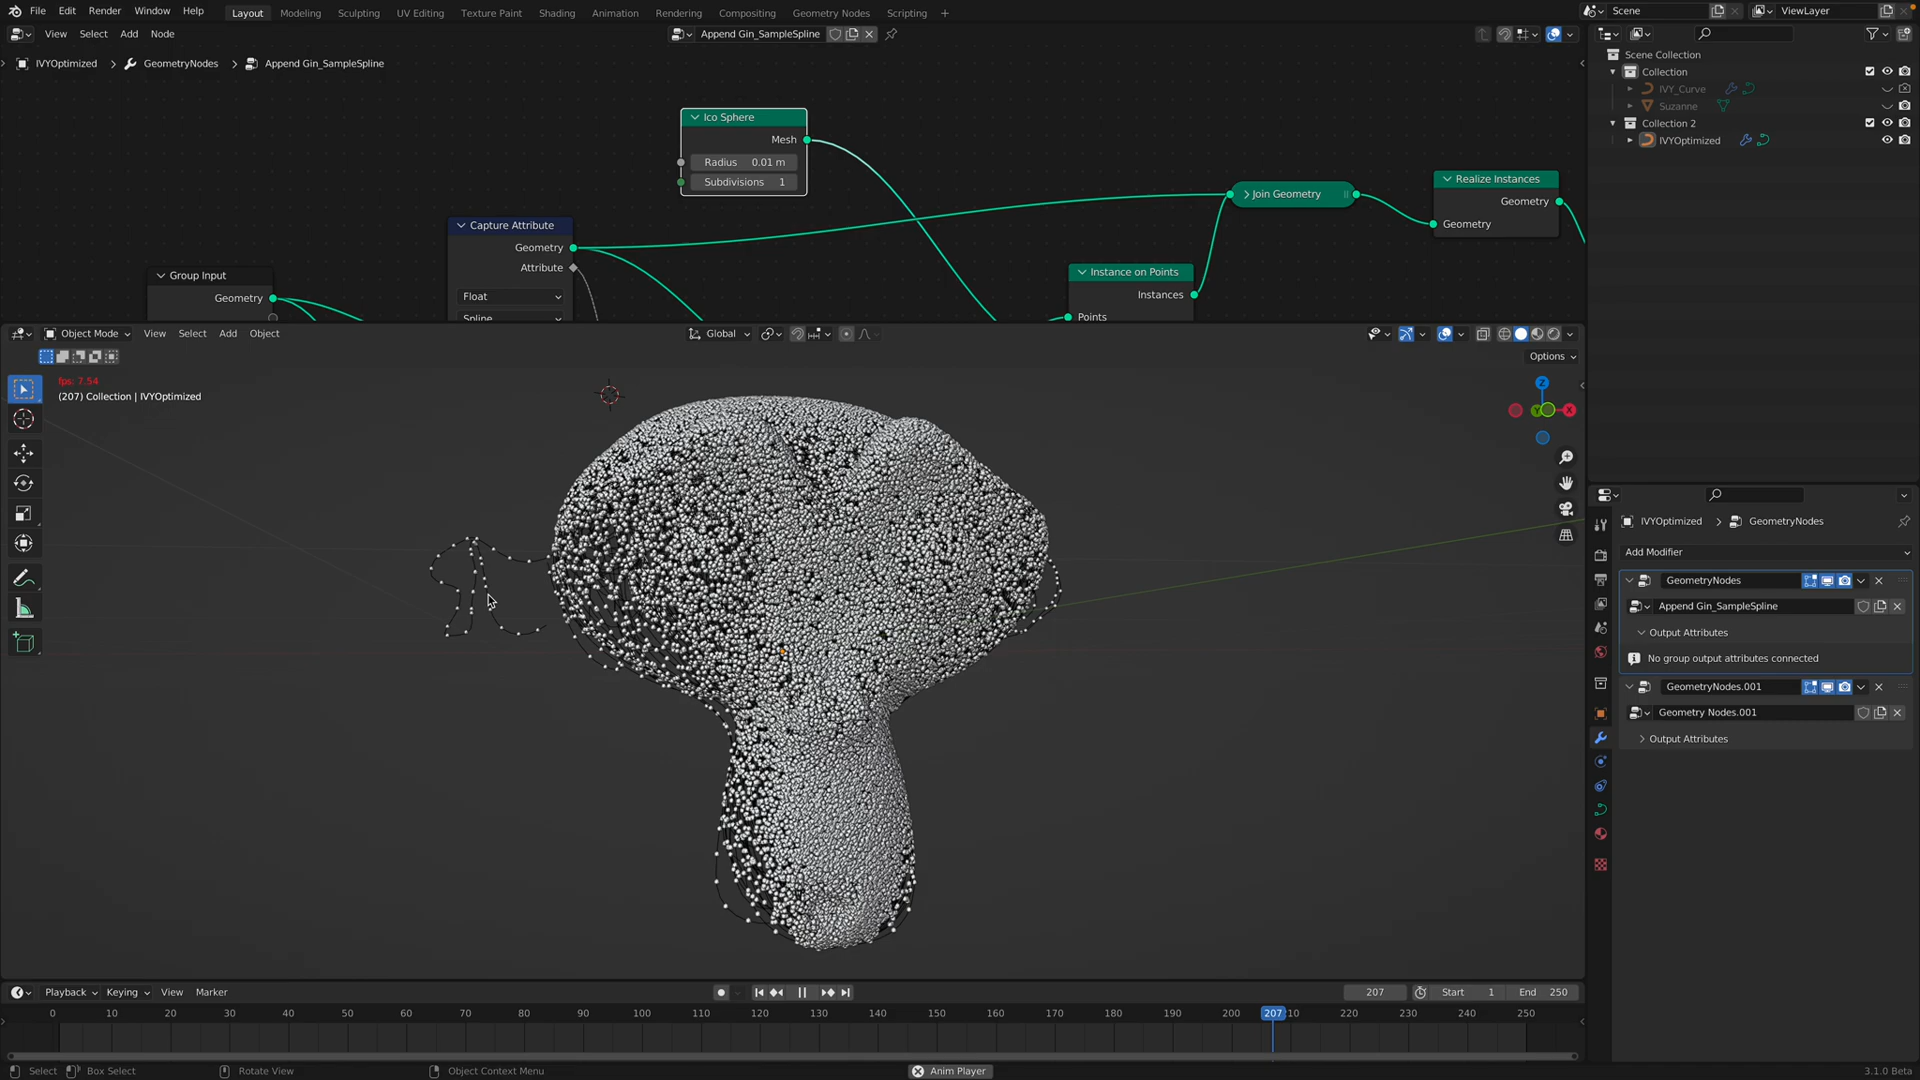 File Edit Render Window Help Layout Modeling Sculpting UV Editing Texture Paint Shading Animation Rendering Compositing Geometry Nodes Scripting + Scene ViewLayer
View Select Add Node Append Gin_SampleSpline
IVYOptimized > GeometryNodes > Append Gin_SampleSpline
Scene Collection
Collection
IVY_Curve
Suzanne
Collection 2
IVYOptimized
Ico Sphere
Mesh
Radius 0.01 m
Subdivisions 1
Join Geometry
Realize Instances
Geometry
Geometry
Capture Attribute
Geometry
Attribute
Float
Spline
Group Input
Geometry
Instance on Points
Instances
Points
Object Mode View Select Add Object Global
Options
fps: 7.54
(207) Collection | IVYOptimized
Z
Y
X
IVYOptimized > GeometryNodes
Add Modifier
GeometryNodes
Append Gin_SampleSpline
Output Attributes
No group output attributes connected
GeometryNodes.001
Geometry Nodes.001
Output Attributes
Playback Keying View Marker 207 Start 1 End 250
0 10 20 30 40 50 60 70 80 90 100 110 120 130 140 150 160 170 180 190 200 207 210 220 230 240 250
Select Box Select Rotate View Object Context Menu Anim Player 3.1.0 Beta